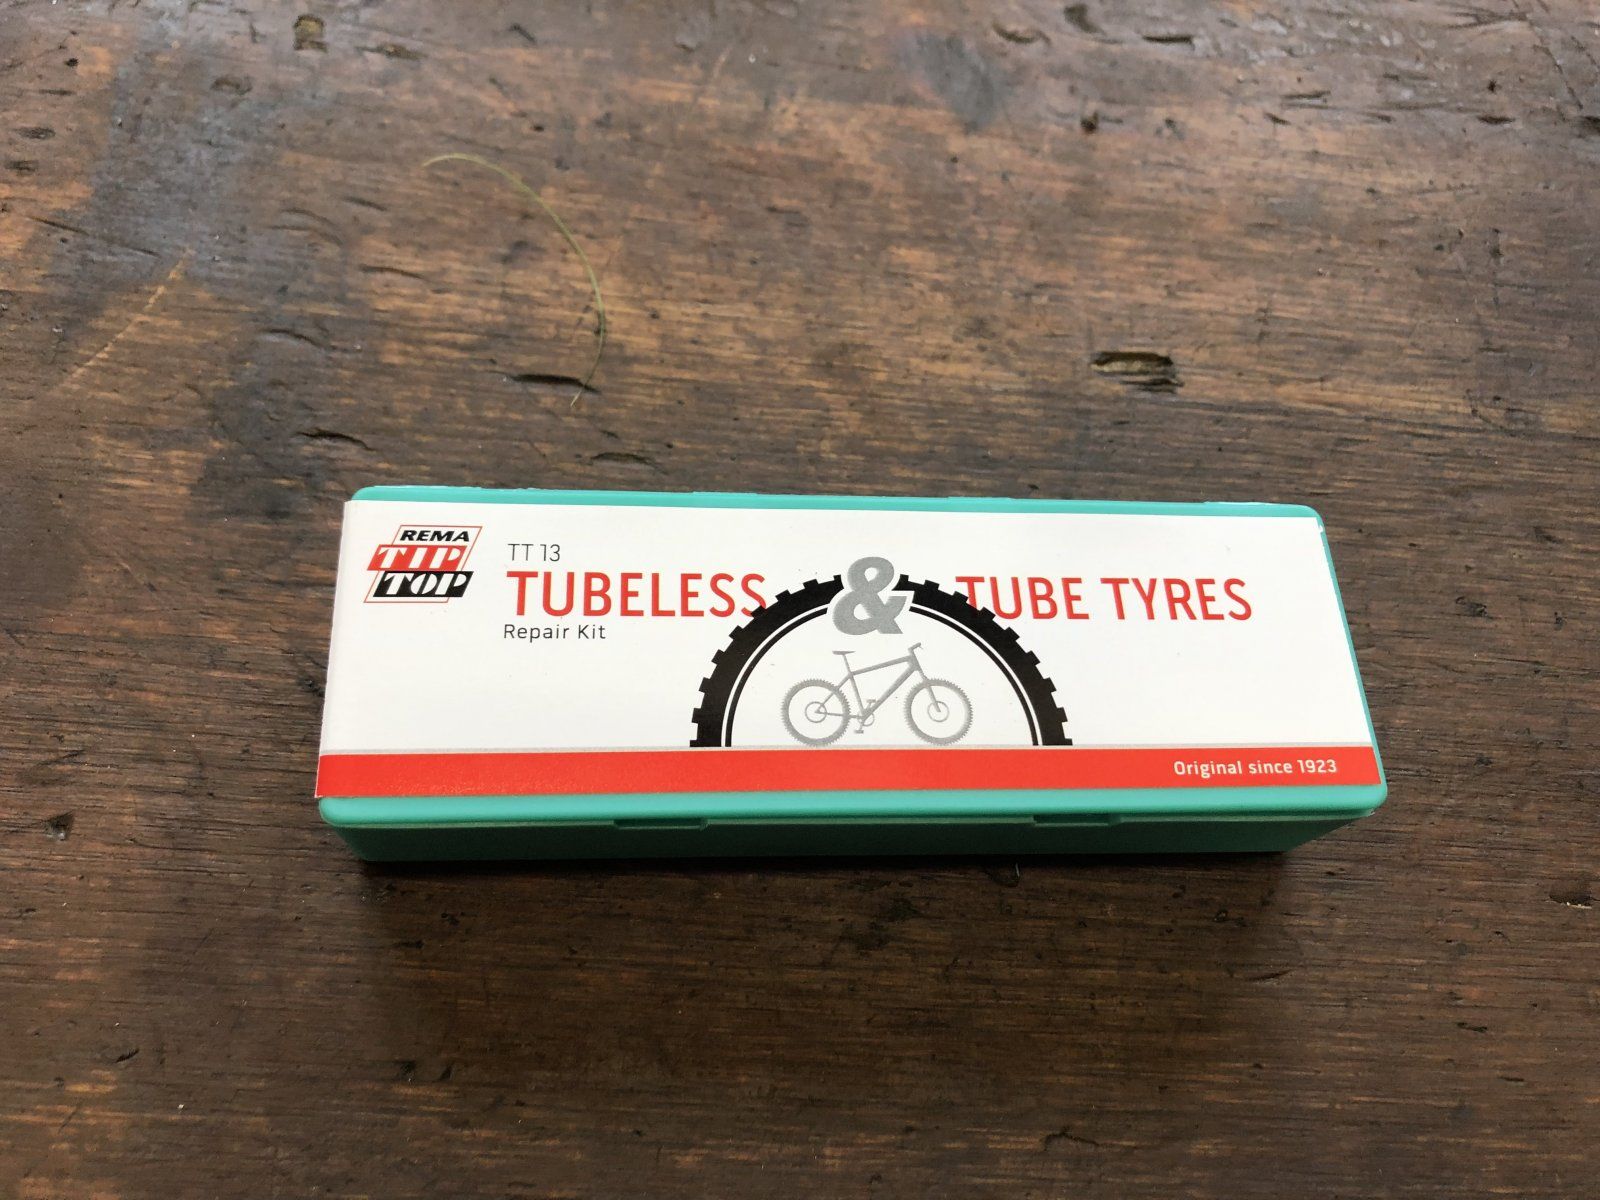 REMA
TIP
TOP
TT 13
TUBELESS & TUBE TYRES
Repair Kit
Original since 1923